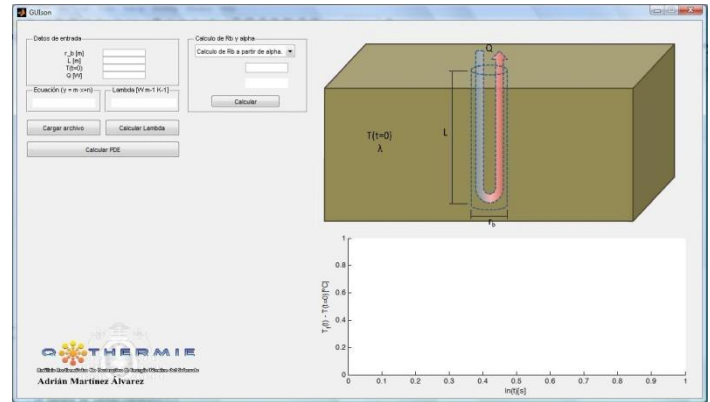 GUIson
Datos de entrada
r_b [m]
L [m]
T(t=0)
Q [W]
Ecuación (y = m·x+n)
Lambda [W m-1 K-1]
Cargar archivo
Calcular Lambda
Calcular PDE
Calculo de Rb y alpha
Calculo de Rb a partir de alpha.
Calcular
Q
T(t=0)
λ
L
r_b
1
0.8
0.6
0.4
0.2
0
T_f(t) - T(t=0) [ºC]
0 0.1 0.2 0.3 0.4 0.5 0.6 0.7 0.8 0.9 1
ln(t)[s]
THERMIE
Adrián Martínez Álvarez